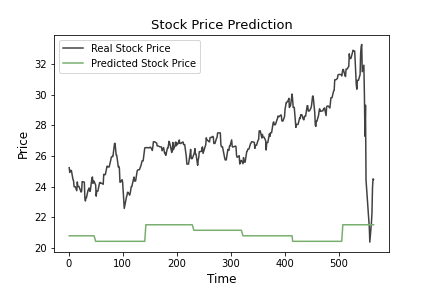 Stock Price Prediction
Real Stock Price
Predicted Stock Price
Price
32
30
28
26
24
22
20
0 100 200 300 400 500
Time